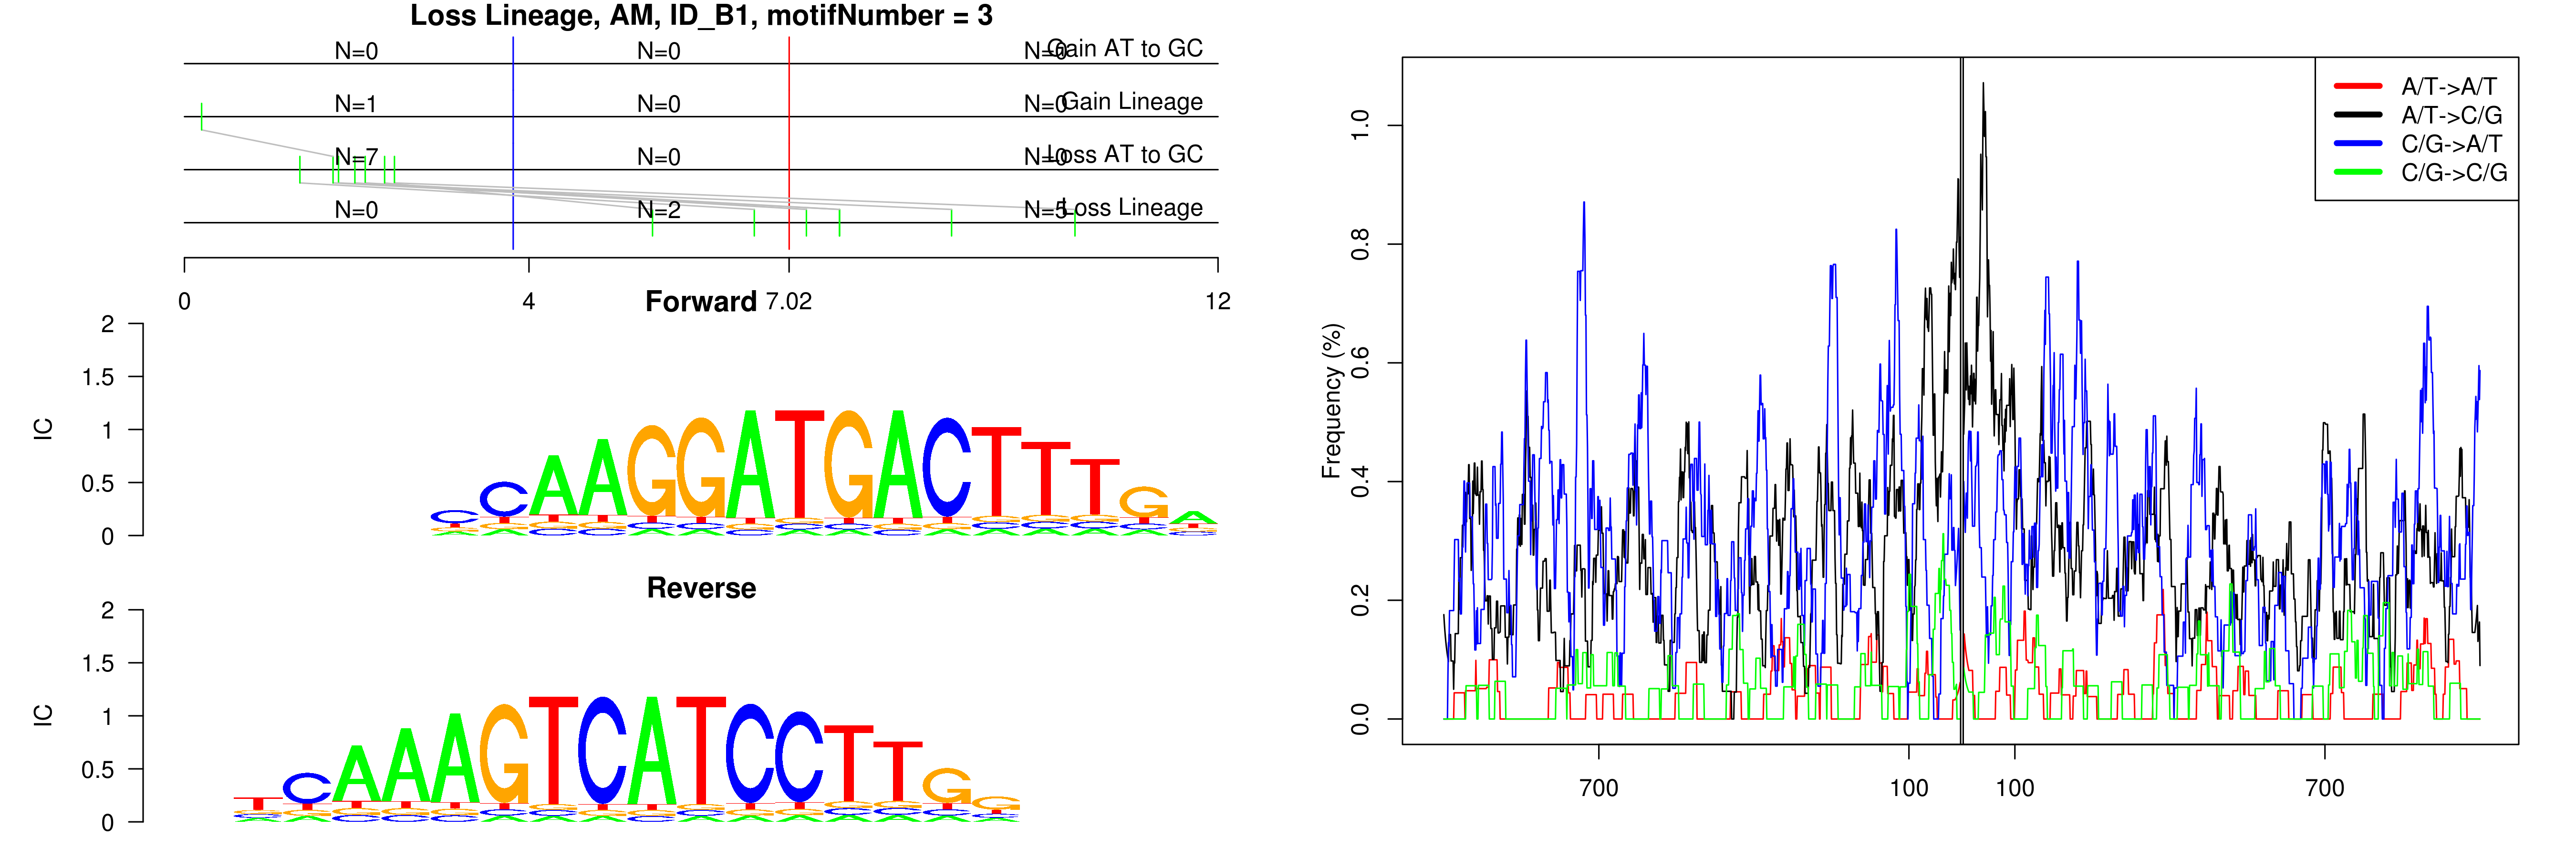 Loss Lineage, AM, ID_B1, motifNumber = 3
N=0 N=0 N=0 Gain AT to GC
N=1 N=0 N=0 Gain Lineage
N=7 N=0 N=0 Loss AT to GC
N=0 N=2 N=5 Loss Lineage
0 4 7.02 12
Forward
IC
2
1.5
1
0.5
0
CCAAGGATGACTTTGA
Reverse
IC
2
1.5
1
0.5
0
TCAAAGTCATCCTTGG
Frequency (%)
1.0
0.8
0.6
0.4
0.2
0.0
700 100 100 700
A/T->A/T
A/T->C/G
C/G->A/T
C/G->C/G